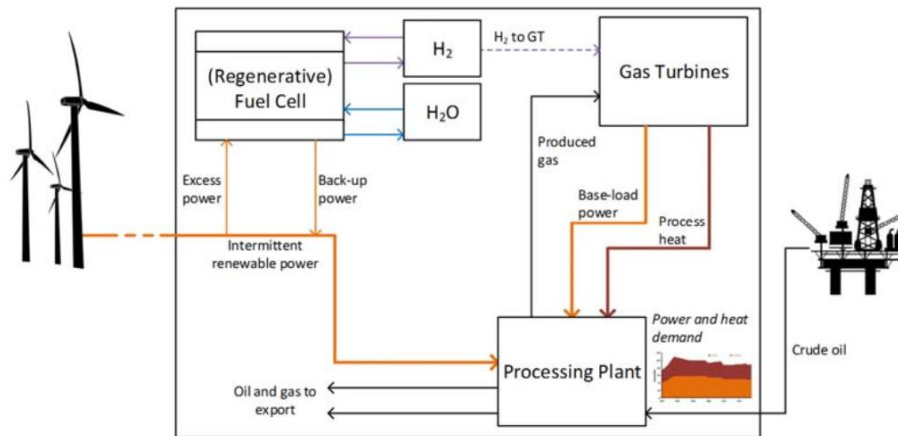 (Regenerative)
Fuel Cell
H₂
H₂O
H₂ to GT
Gas Turbines
Excess
power
Back-up
power
Produced
gas
Base-load
power
Process
heat
Intermittent
renewable power
Power and heat
demand
Processing Plant
Crude oil
Oil and gas to
export